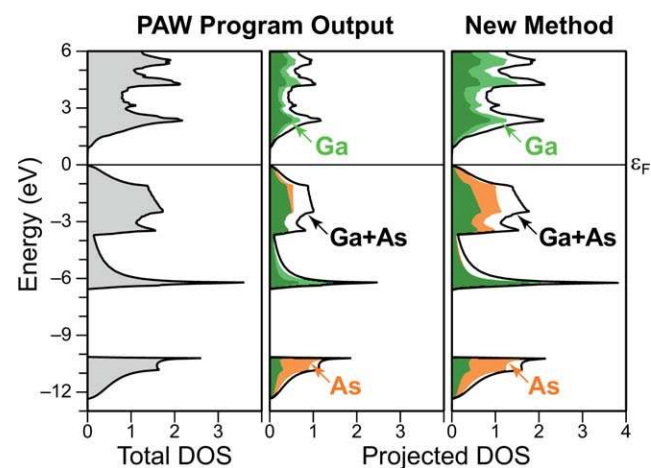 PAW Program Output New Method
6
3
0
−3
−6
−9
−12
Energy (eV)
Ga
Ga+As
As
Ga
Ga+As
As
εF
0 1 2 3 0 1 2 3 0 1 2 3 4
Total DOS Projected DOS